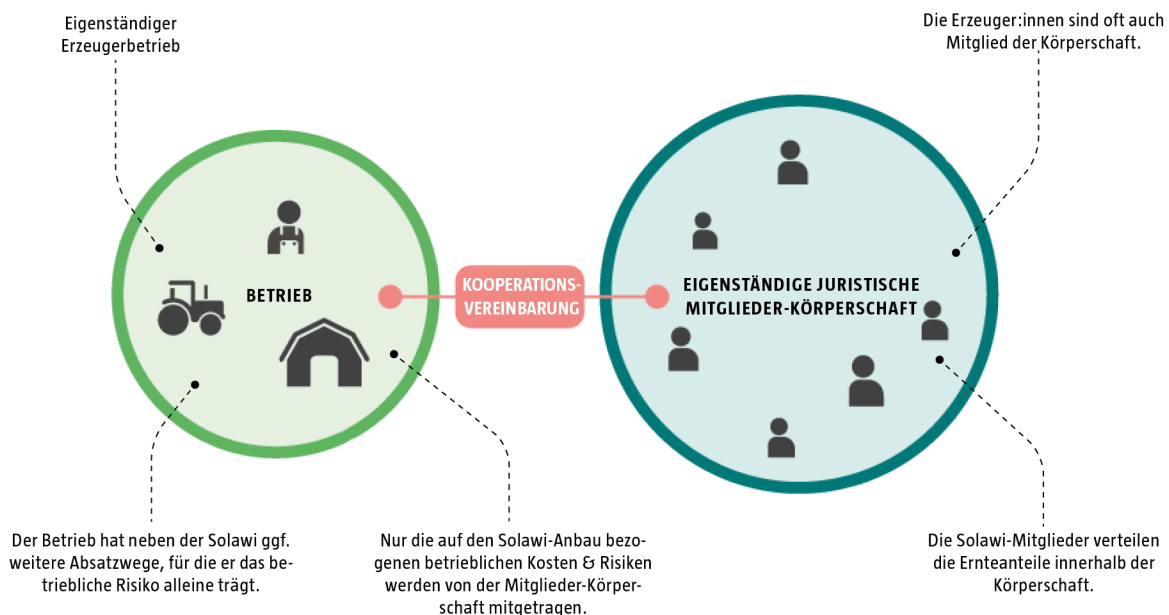 Eigenständiger
Erzeugerbetrieb
Die Erzeuger:innen sind oft auch
Mitglied der Körperschaft.
BETRIEB
KOOPERATIONS-
VEREINBARUNG
EIGENSTÄNDIGE JURISTISCHE
MITGLIEDER-KÖRPERSCHAFT
Der Betrieb hat neben der Solawi ggf.
weitere Absatzwege, für die er das be-
triebliche Risiko alleine trägt.
Nur die auf den Solawi-Anbau bezo-
genen betrieblichen Kosten & Risiken
werden von der Mitglieder-Körper-
schaft mitgetragen.
Die Solawi-Mitglieder verteilen
die Ernteanteile innerhalb der
Körperschaft.